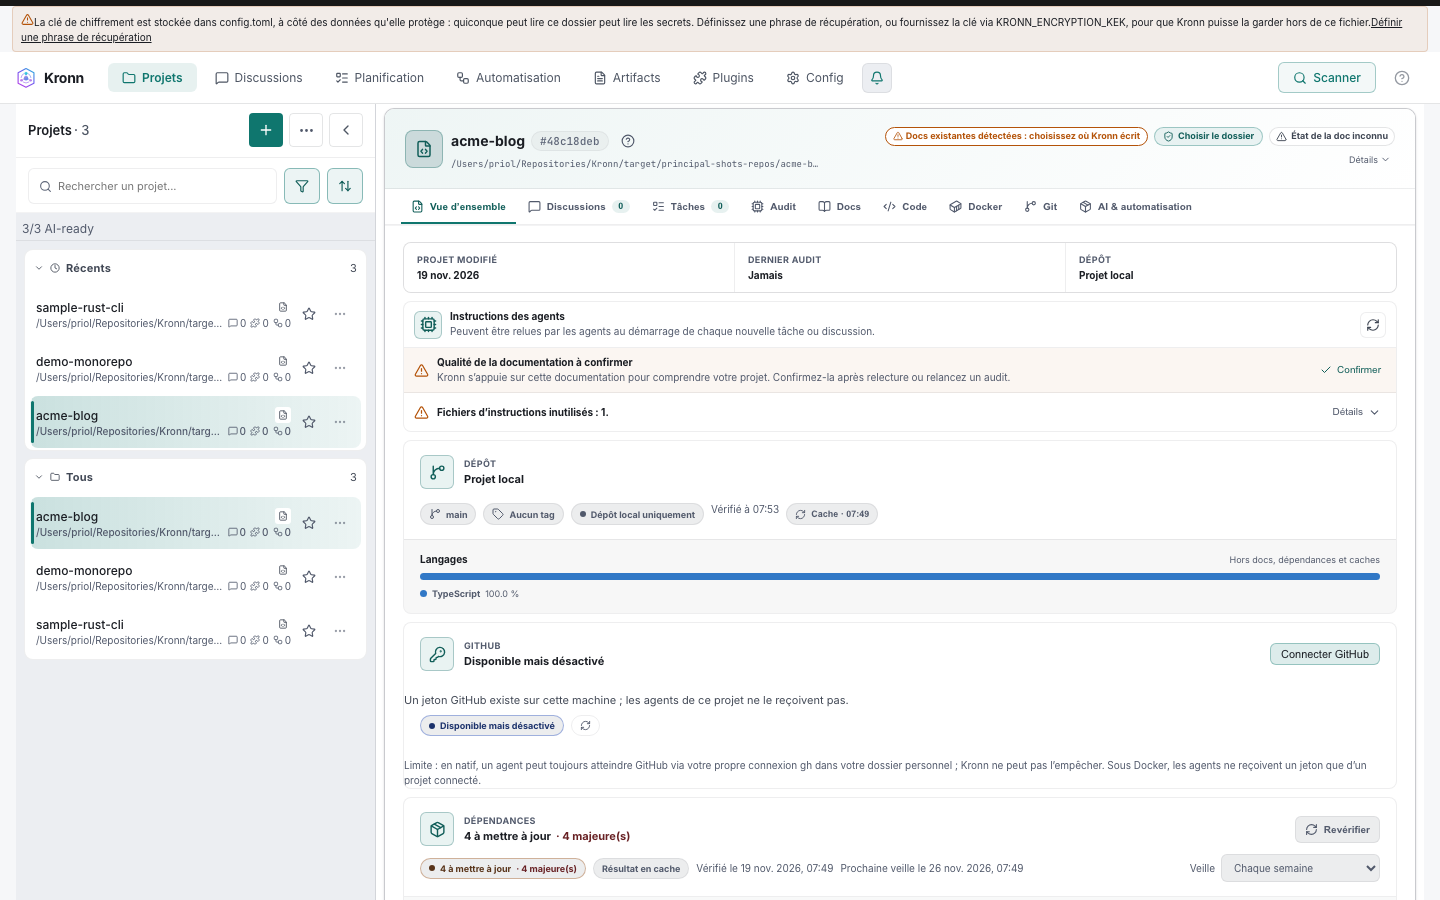 La clé de chiffrement est stockée dans config.toml, à côté des données qu'elle protège : quiconque peut lire ce dossier peut lire les secrets. Définissez une phrase de récupération, ou fournissez la clé via KRONN_ENCRYPTION_KEK, pour que Kronn puisse la garder hors de ce fichier.Définir
une phrase de récupération
Kronn
Projets
Discussions
Planification
Automatisation
Artifacts
Plugins
Config
Scanner
Projets · 3
Rechercher un projet...
3/3 AI-ready
Récents 3
sample-rust-cli
/Users/priol/Repositories/Kronn/targe... 0 0 0
demo-monorepo
/Users/priol/Repositories/Kronn/targe... 0 0 0
acme-blog
/Users/priol/Repositories/Kronn/targ... 0 0 0
Tous 3
acme-blog
/Users/priol/Repositories/Kronn/targ... 0 0 0
demo-monorepo
/Users/priol/Repositories/Kronn/targe... 0 0 0
sample-rust-cli
/Users/priol/Repositories/Kronn/targe... 0 0 0
acme-blog #48c18deb
/Users/priol/Repositories/Kronn/target/principal-shots-repos/acme-b…
Docs existantes détectées : choisissez où Kronn écrit
Choisir le dossier
État de la doc inconnu
Détails
Vue d'ensemble
Discussions 0
Tâches 0
Audit
Docs
Code
Docker
Git
AI & automatisation
PROJET MODIFIÉ
19 nov. 2026
DERNIER AUDIT
Jamais
DÉPÔT
Projet local
Instructions des agents
Peuvent être relues par les agents au démarrage de chaque nouvelle tâche ou discussion.
Qualité de la documentation à confirmer
Kronn s’appuie sur cette documentation pour comprendre votre projet. Confirmez-la après relecture ou relancez un audit.
Confirmer
Fichiers d’instructions inutilisés : 1.
Détails
DÉPÔT
Projet local
main
Aucun tag
Dépôt local uniquement
Vérifié à 07:53
Cache · 07:49
Langages
Hors docs, dépendances et caches
TypeScript 100.0 %
GITHUB
Disponible mais désactivé
Connecter GitHub
Un jeton GitHub existe sur cette machine ; les agents de ce projet ne le reçoivent pas.
Disponible mais désactivé
Limite : en natif, un agent peut toujours atteindre GitHub via votre propre connexion gh dans votre dossier personnel ; Kronn ne peut pas l’empêcher. Sous Docker, les agents ne reçoivent un jeton que d’un
projet connecté.
DÉPENDANCES
4 à mettre à jour · 4 majeure(s)
Revérifier
4 à mettre à jour · 4 majeure(s)
Résultat en cache
Vérifié le 19 nov. 2026, 07:49
Prochaine veille le 26 nov. 2026, 07:49
Veille
Chaque semaine